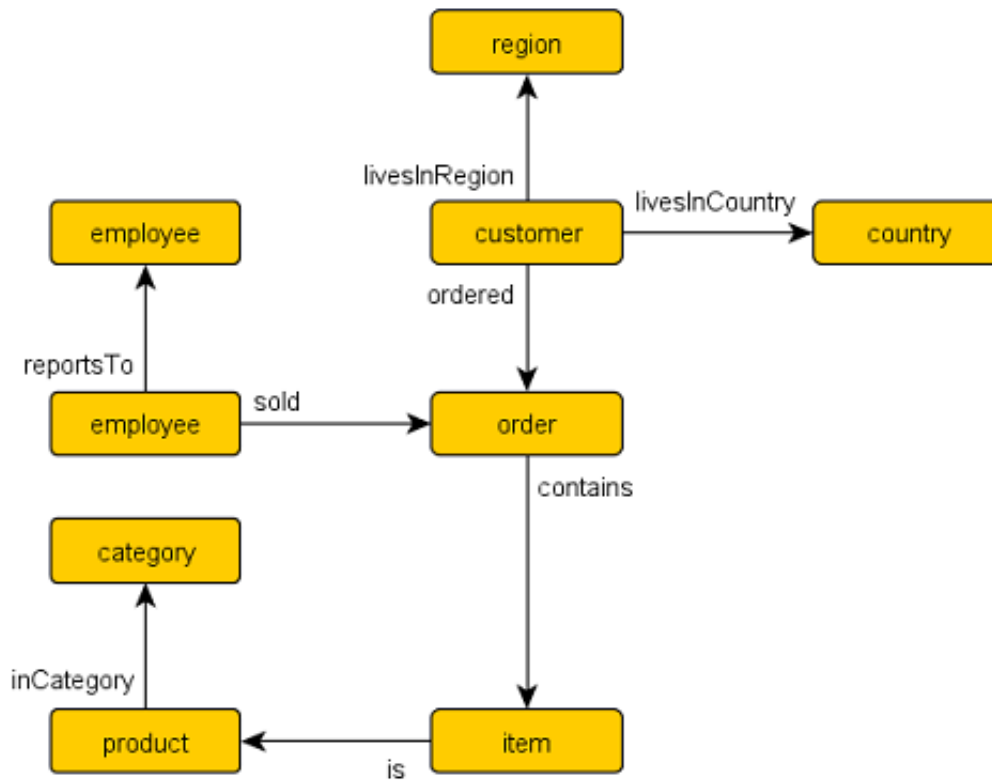 region
livesInRegion
livesInCountry
employee
customer
country
ordered
reportsTo
sold
employee
order
contains
category
inCategory
product
item
is